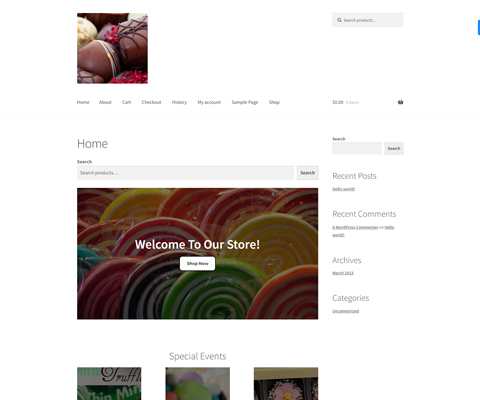 Search products…
Home About Cart Checkout History My account Sample Page Shop
$0.00 0 items
Home
Search
Search products…
Search
Welcome To Our Store!
Shop Now
Special Events
Truffle
Thin Min
Search
Search
Recent Posts
Hello world!
Recent Comments
A WordPress Commenter on Hello
world!
Archives
March 2023
Categories
Uncategorized